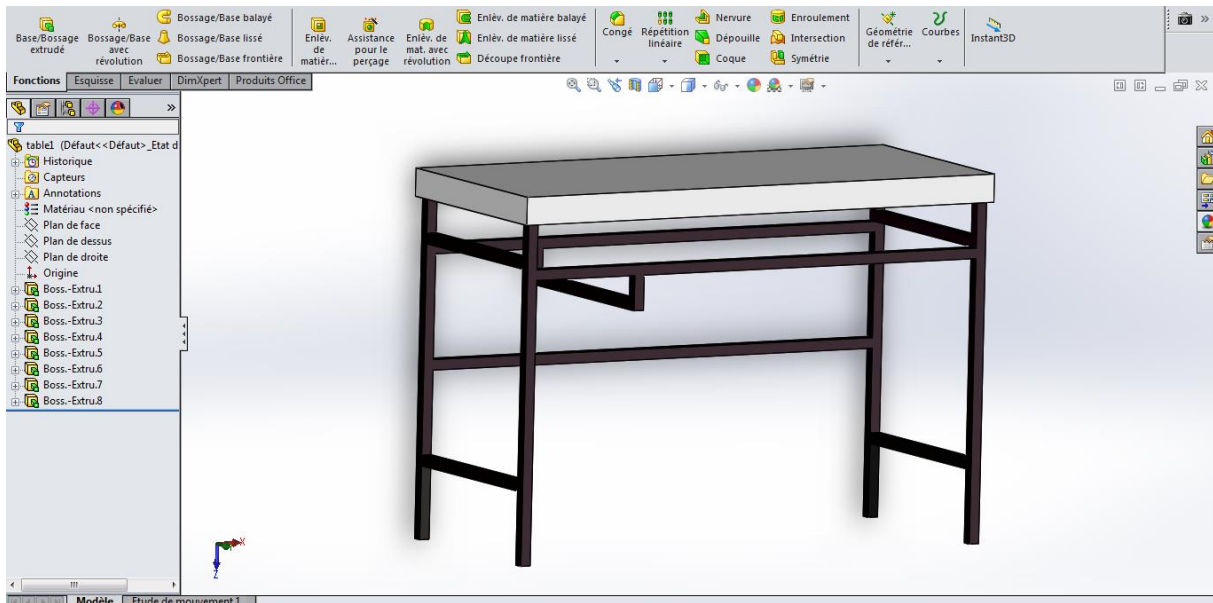 Base/Bossage
extrudé
Bossage/Base
avec
révolution
Bossage/Base balayé
Bossage/Base lissé
Bossage/Base frontière
Enlèv.
de
matièr...
Assistance
pour le
perçage
Enlèv. de
mat. avec
révolution
Enlèv. de matière balayé
Enlèv. de matière lissé
Découpe frontière
Congé
Répétition
linéaire
Nervure
Dépouille
Coque
Enroulement
Intersection
Symétrie
Géométrie
de référ...
Courbes
Instant3D
Fonctions Esquisse Evaluer DimXpert Produits Office
table1 (Défaut<<Défaut>_Etat d
Historique
Capteurs
Annotations
Matériau <non spécifié>
Plan de face
Plan de dessus
Plan de droite
Origine
Boss.-Extru.1
Boss.-Extru.2
Boss.-Extru.3
Boss.-Extru.4
Boss.-Extru.5
Boss.-Extru.6
Boss.-Extru.7
Boss.-Extru.8
X
Z
Modèle Etude de mouvement 1